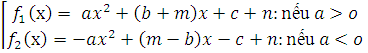 f₁(x) = ax² + (b + m)x + c + n: nếu a > o
f₂(x) = −ax² + (m − b)x − c + n: nếu a < o